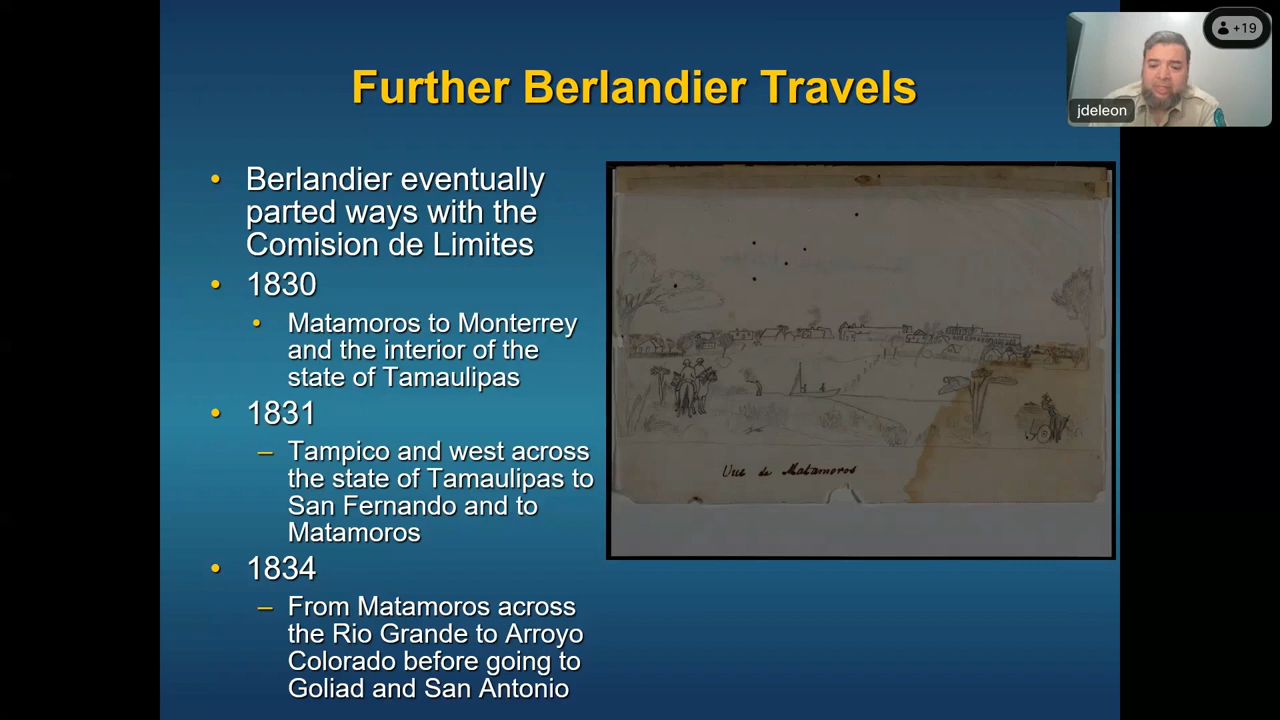 Further Berlandier Travels
+19
jdeleon
• Berlandier eventually
parted ways with the
Comision de Limites
• 1830
• Matamoros to Monterrey
and the interior of the
state of Tamaulipas
• 1831
– Tampico and west across
the state of Tamaulipas to
San Fernando and to
Matamoros
• 1834
– From Matamoros across
the Rio Grande to Arroyo
Colorado before going to
Goliad and San Antonio
Vue de Matamoros